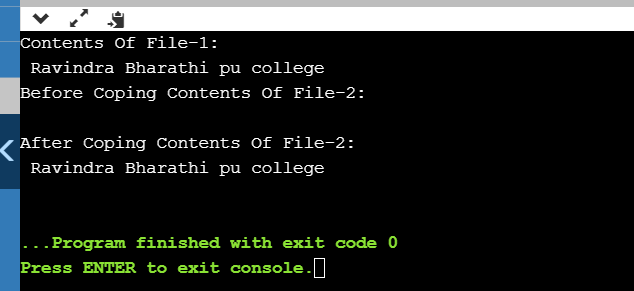 Contents Of File-1:
Ravindra Bharathi pu college
Before Coping Contents Of File-2:
After Coping Contents Of File-2:
Ravindra Bharathi pu college
...Program finished with exit code 0
Press ENTER to exit console.